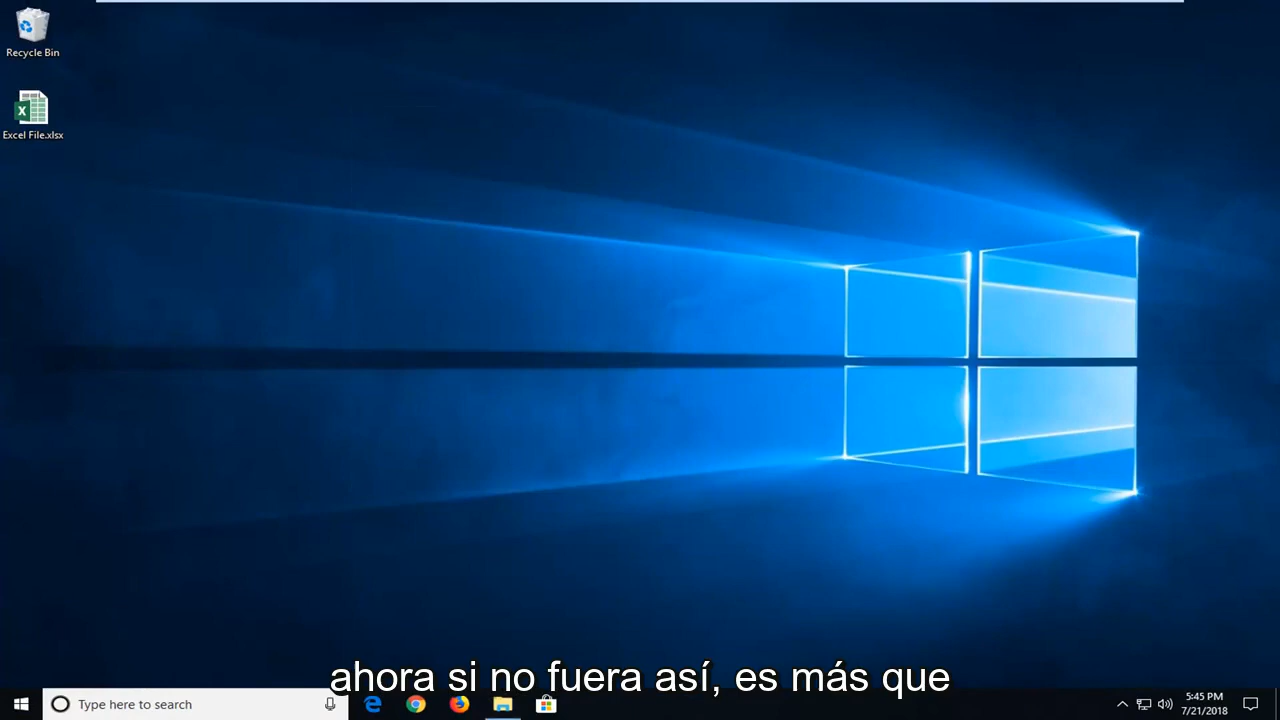 Recycle Bin
Excel File.xlsx
ahora si no fuera así, es más que
Type here to search
5:45 PM
7/21/2018